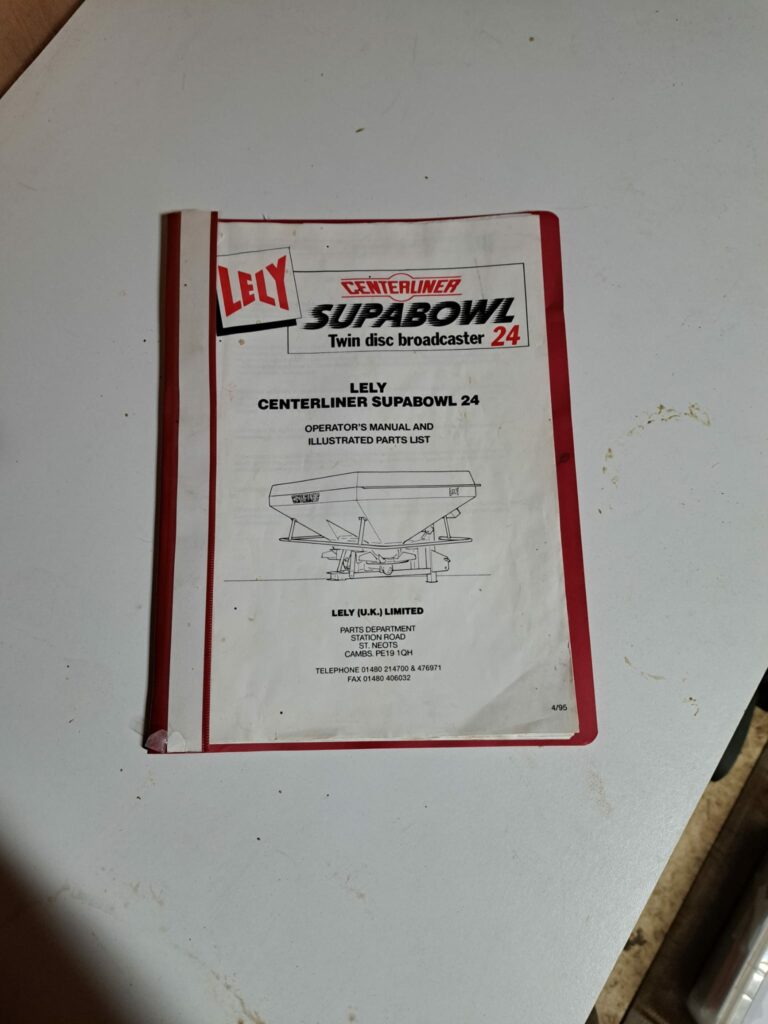 LELY
CENTERLINER
SUPABOWL
Twin disc broadcaster 24
LELY
CENTERLINER SUPABOWL 24
OPERATOR'S MANUAL AND
ILLUSTRATED PARTS LIST
LELY (U.K.) LIMITED
PARTS DEPARTMENT
STATION ROAD
ST. NEOTS
CAMBS. PE19 1QH
TELEPHONE 01480 214700 & 476971
FAX 01480 406032
4/95